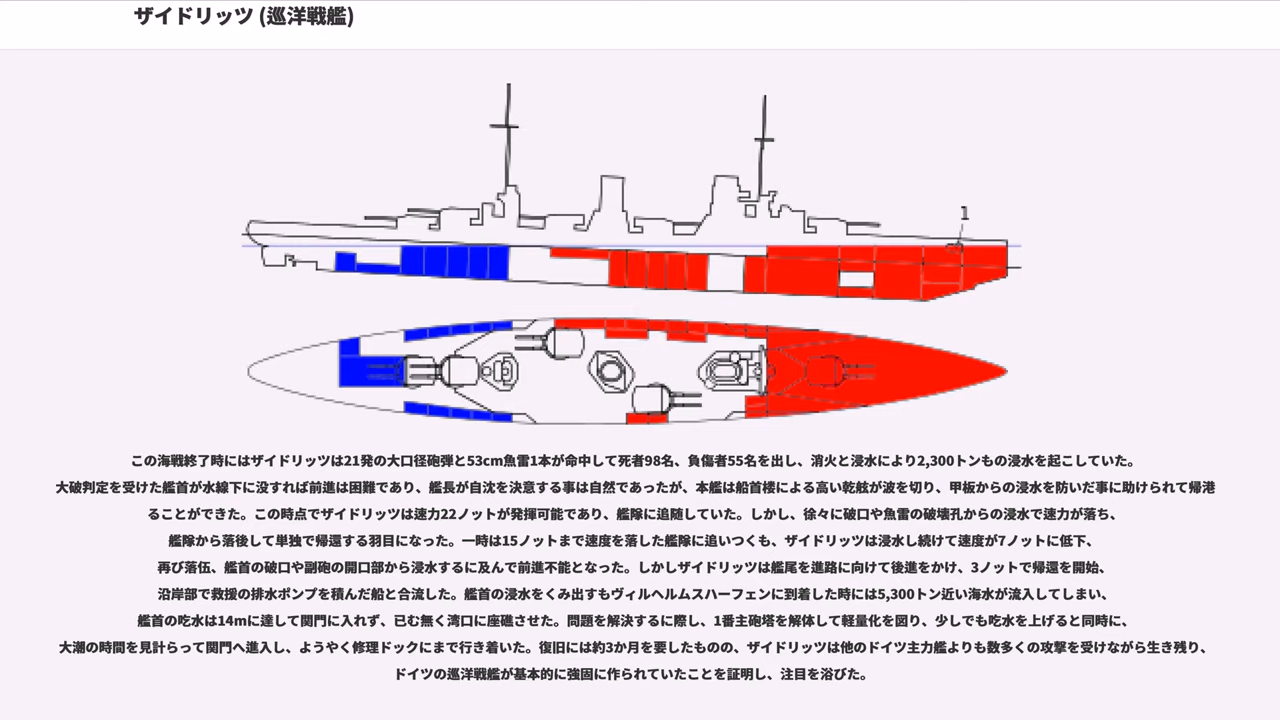 ザイドリッツ (巡洋戦艦)
1
この海戦終了時にはザイドリッツは21発の大口径砲弾と53cm魚雷1本が命中して死者98名、負傷者55名を出し、消火と浸水により2,300トンもの浸水を起こしていた。
大破判定を受けた艦首が水線下に没すれば前進は困難であり、艦長が自沈を決意する事は自然であったが、本艦は船首楼による高い乾舷が波を切り、甲板からの浸水を防いだ事に助けられて帰港
ることができた。この時点でザイドリッツは速力22ノットが発揮可能であり、艦隊に追随していた。しかし、徐々に破口や魚雷の破壊孔からの浸水で速力が落ち、
艦隊から落後して単独で帰還する羽目になった。一時は15ノットまで速度を落した艦隊に追いつくも、ザイドリッツは浸水し続けて速度が7ノットに低下、
再び落伍、艦首の破口や副砲の開口部から浸水するに及んで前進不能となった。しかしザイドリッツは艦尾を進路に向けて後進をかけ、3ノットで帰還を開始、
沿岸部で救援の排水ポンプを積んだ船と合流した。艦首の浸水をくみ出すもヴィルヘルムスハーフェンに到着した時には5,300トン近い海水が流入してしまい、
艦首の吃水は14mに達して関門に入れず、已む無く湾口に座礁させた。問題を解決するに際し、1番主砲塔を解体して軽量化を図り、少しでも吃水を上げると同時に、
大潮の時間を見計らって関門へ進入し、ようやく修理ドックにまで行き着いた。復旧には約3か月を要したものの、ザイドリッツは他のドイツ主力艦よりも数多くの攻撃を受けながら生き残り、
ドイツの巡洋戦艦が基本的に強固に作られていたことを証明し、注目を浴びた。